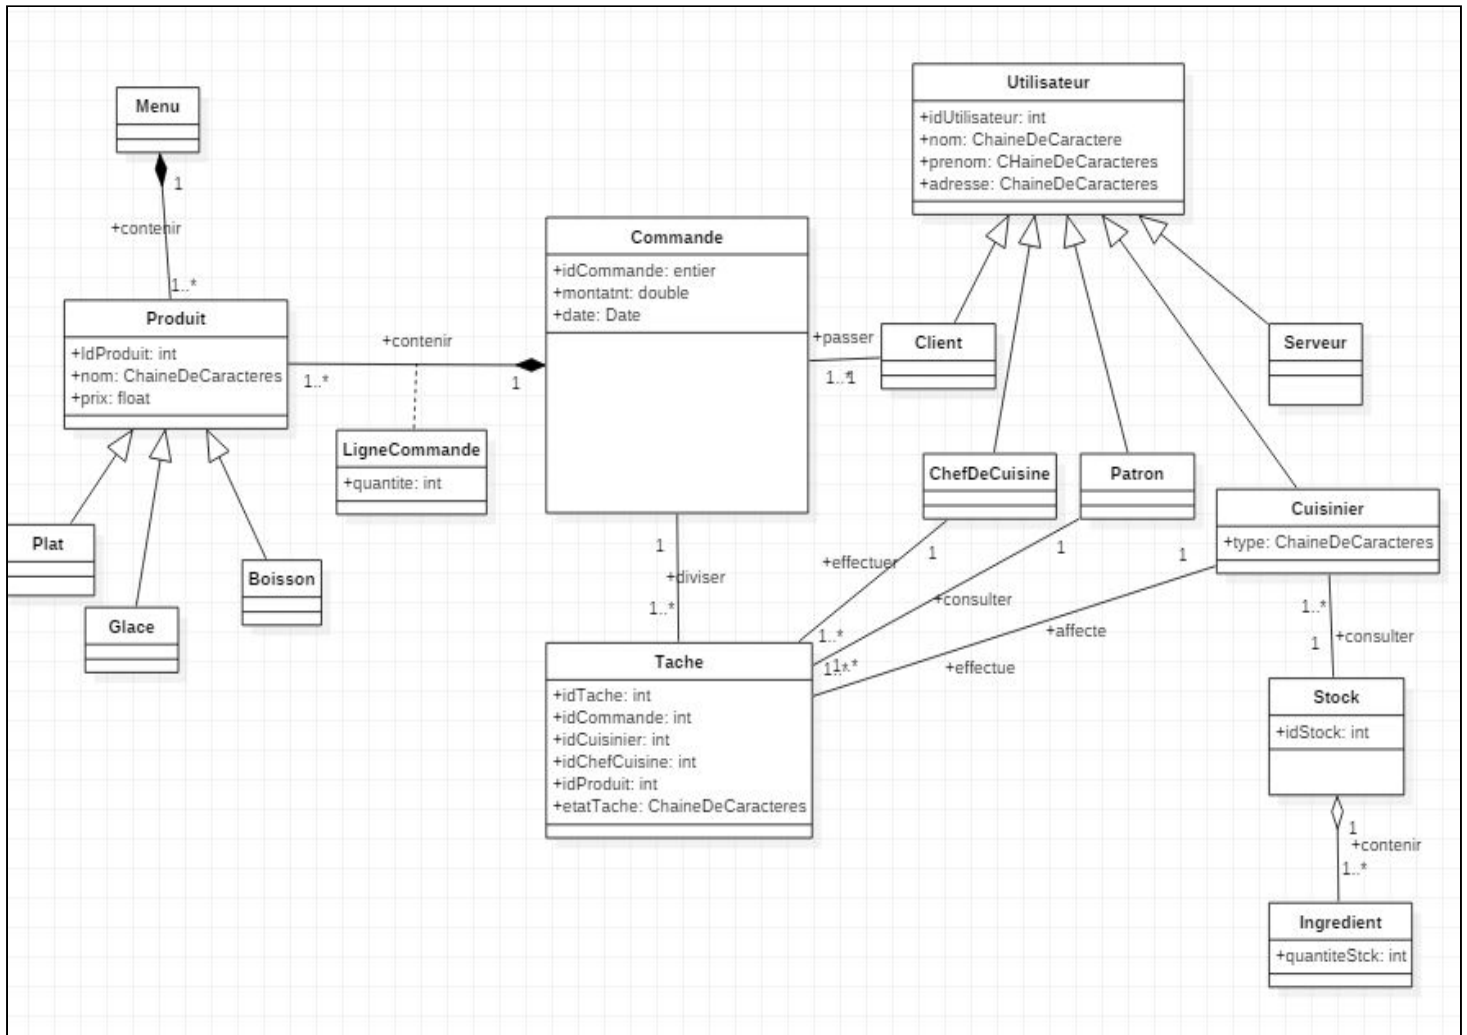 Menu
1
+contenir
1..*
Produit
+IdProduit: int
+nom: ChaineDeCaracteres
+prix: float
Plat
Glace
Boisson
+contenir
1..*
1
LigneCommande
+quantite: int
Commande
+idCommande: entier
+montatnt: double
+date: Date
+passer
1..*
1
Utilisateur
+idUtilisateur: int
+nom: ChaineDeCaractere
+prenom: CHaineDeCaracteres
+adresse: ChaineDeCaracteres
Client
Serveur
ChefDeCuisine
Patron
Cuisinier
+type: ChaineDeCaracteres
1
+diviser
1..*
+effectuer
1
1..*
1
+consulter
1..*
1
+affecte
+effectue
1..*
Tache
+idTache: int
+idCommande: int
+idCuisinier: int
+idChefCuisine: int
+idProduit: int
+etatTache: ChaineDeCaracteres
1..*
1
+consulter
Stock
+idStock: int
1
+contenir
1..*
Ingredient
+quantiteStck: int